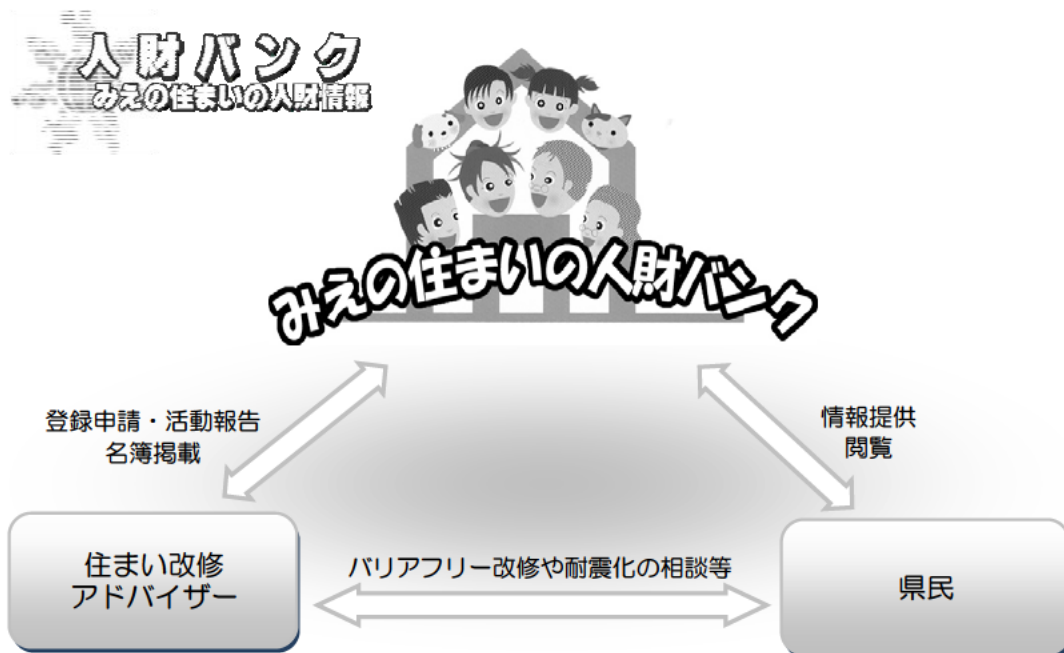 人財バンク
みえの住まいの人財情報
みえの住まいの人財バンク
登録申請・活動報告
名簿掲載
情報提供
閲覧
住まい改修
アドバイザー
バリアフリー改修や耐震化の相談等
県民